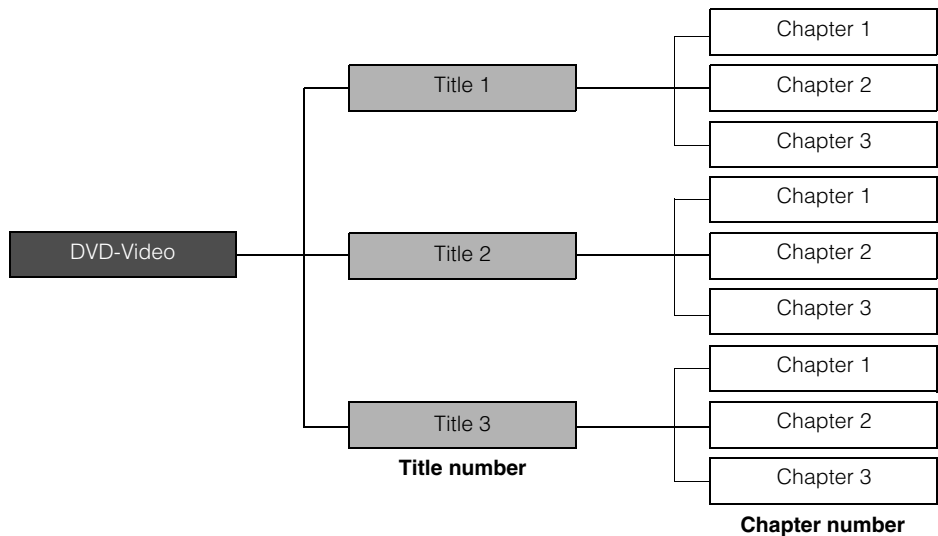 Chapter 1
Title 1
Chapter 2
Chapter 3
Chapter 1
DVD-Video
Title 2
Chapter 2
Chapter 3
Chapter 1
Title 3
Chapter 2
Title number
Chapter 3
Chapter number